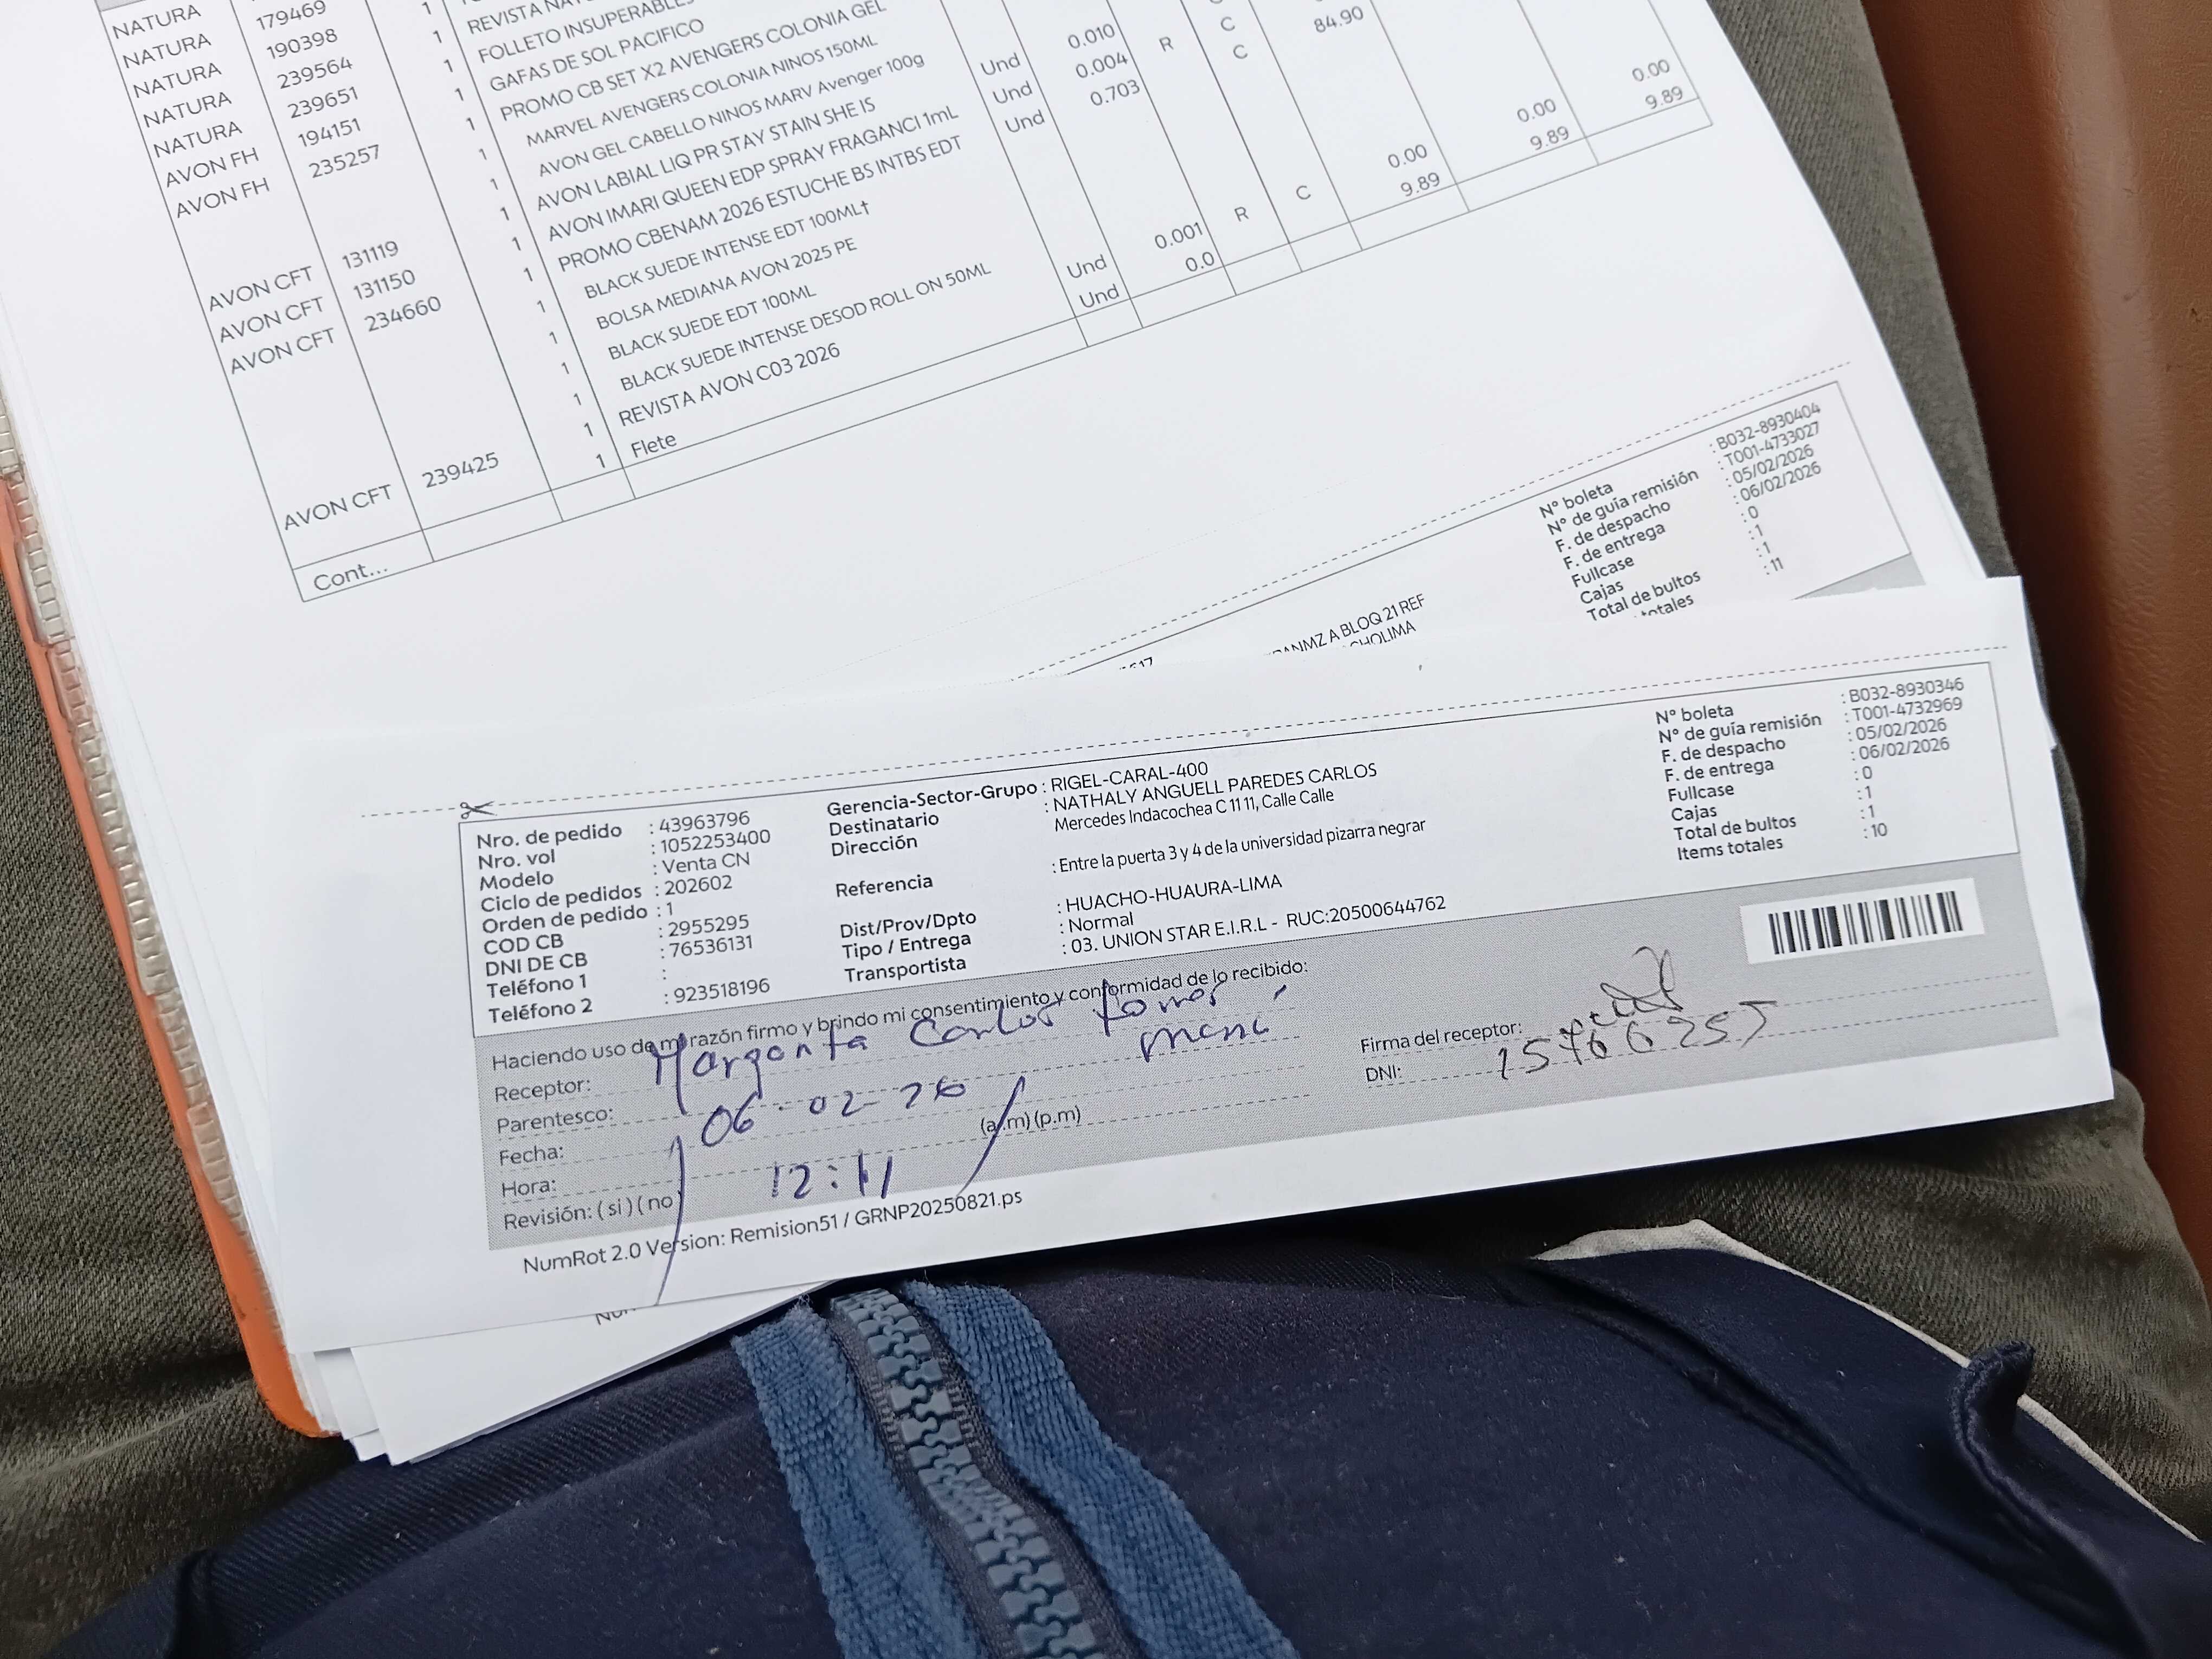 NATURA
NATURA 179469 1
NATURA 190398 1 FOLLETO INSUPERABLES
NATURA 239564 1 GAFAS DE SOL PACIFICO
NATURA 239651 1 PROMO CB SET X2 AVENGERS COLONIA GEL
AVON FH 194151 1 MARVEL AVENGERS COLONIA NINOS 150ML
AVON FH 235257 1 AVON GEL CABELLO NINOS MARV Avenger 100g
1 AVON LABIAL LIQ PR STAY STAIN SHE IS
AVON CFT 131119 1 AVON IMARI QUEEN EDP SPRAY FRAGANCI 1mL
AVON CFT 131150 1 PROMO CBENAM 2026 ESTUCHE BS INTBS EDT
AVON CFT 234660 1 BLACK SUEDE INTENSE EDT 100ML†
1 BOLSA MEDIANA AVON 2025 PE
1 BLACK SUEDE EDT 100ML
1 BLACK SUEDE INTENSE DESOD ROLL ON 50ML
AVON CFT 239425 1 REVISTA AVON C03 2026
1 Flete
Cont...
Und 0.010 R C 84.90
Und 0.004 C
Und 0.703
Und 0.001 R C 0.00 0.00 0.00
Und 0.0 9.89 9.89 9.89
N° boleta : B032-8930404
N° de guía remisión : T001-4733027
F. de despacho : 05/02/2026
F. de entrega : 06/02/2026
Fullcase : 0
Cajas : 1
Total de bultos : 1
totales : 11
MZ A BLOQ 21 REF
Nro. de pedido : 43963796
Nro. vol : 1052253400
Modelo : Venta CN
Ciclo de pedidos : 202602
Orden de pedido : 1
COD CB : 2955295
DNI DE CB : 76536131
Teléfono 1 :
Teléfono 2 : 923518196
Gerencia-Sector-Grupo : RIGEL-CARAL-400
Destinatario : NATHALY ANGUELL PAREDES CARLOS
Dirección Mercedes Indacochea C 11 11, Calle Calle
Referencia : Entre la puerta 3 y 4 de la universidad pizarra negrar
Dist/Prov/Dpto : HUACHO-HUAURA-LIMA
Tipo / Entrega : Normal
Transportista : 03. UNION STAR E.I.R.L - RUC:20500644762
N° boleta : B032-8930346
N° de guía remisión : T001-4732969
F. de despacho : 05/02/2026
F. de entrega : 06/02/2026
Fullcase : 0
Cajas : 1
Total de bultos : 1
Items totales : 10
Haciendo uso de mi razón firmo y brindo mi consentimiento y conformidad de lo recibido:
Receptor: Margarita Carlos
Parentesco:
Fecha: 06-02-26
Hora: 12:11 (a.m) (p.m)
Revisión: (si) (no)
Firma del receptor:
DNI: 15766257
NumRot 2.0 Version: Remision51 / GRNP20250821.ps